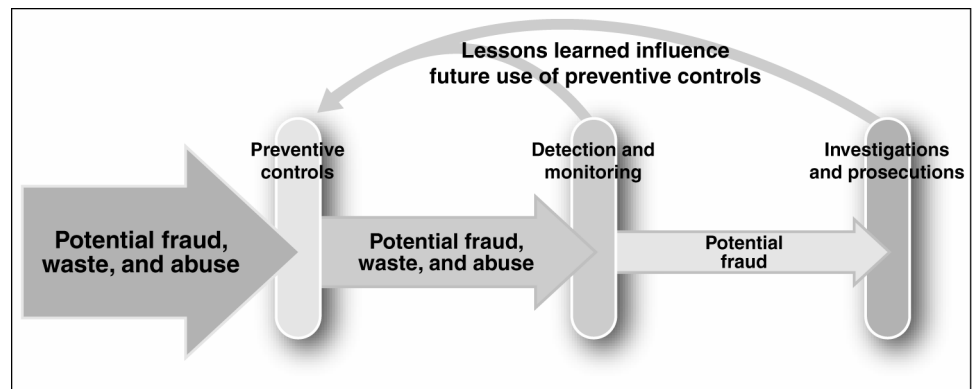 Lessons learned influence
future use of preventive controls
Preventive
controls
Detection and
monitoring
Investigations
and prosecutions
Potential fraud,
waste, and abuse
Potential fraud,
waste, and abuse
Potential
fraud